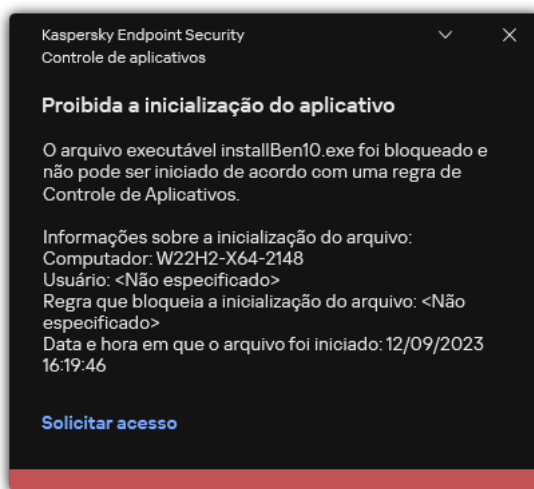 Kaspersky Endpoint Security
Controle de aplicativos
Proibida a inicialização do aplicativo
O arquivo executável installBen10.exe foi bloqueado e
não pode ser iniciado de acordo com uma regra de
Controle de Aplicativos.
Informações sobre a inicialização do arquivo:
Computador: W22H2-X64-2148
Usuário: <Não especificado>
Regra que bloqueia a inicialização do arquivo: <Não
especificado>
Data e hora em que o arquivo foi iniciado: 12/09/2023
16:19:46
Solicitar acesso